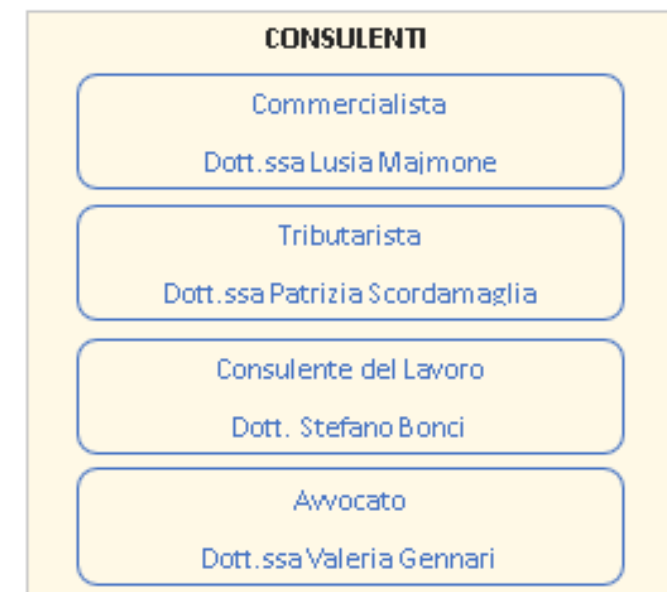 CONSULENTI
Commercialista
Dott.ssa Lusia Majmone
Tributarista
Dott.ssa Patrizia Scordamaglia
Consulente del Lavoro
Dott. Stefano Bonci
Avvocato
Dott.ssa Valeria Gennari